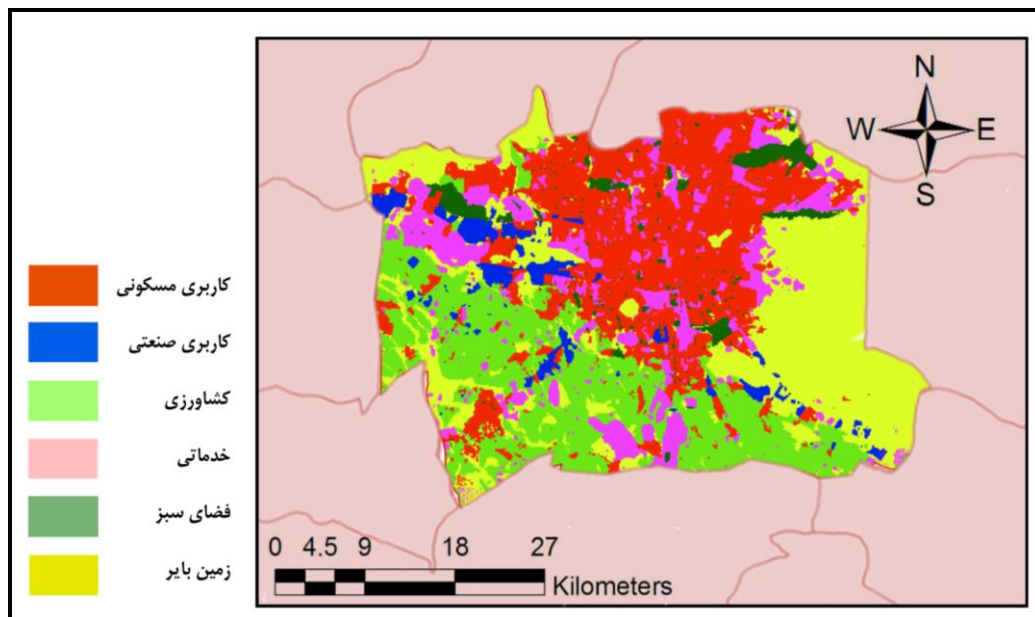 N
W E
S
کاربری مسکونی
کاربری صنعتی
کشاورزی
خدماتی
فضای سبز
زمین بایر
0 4.5 9 18 27
Kilometers